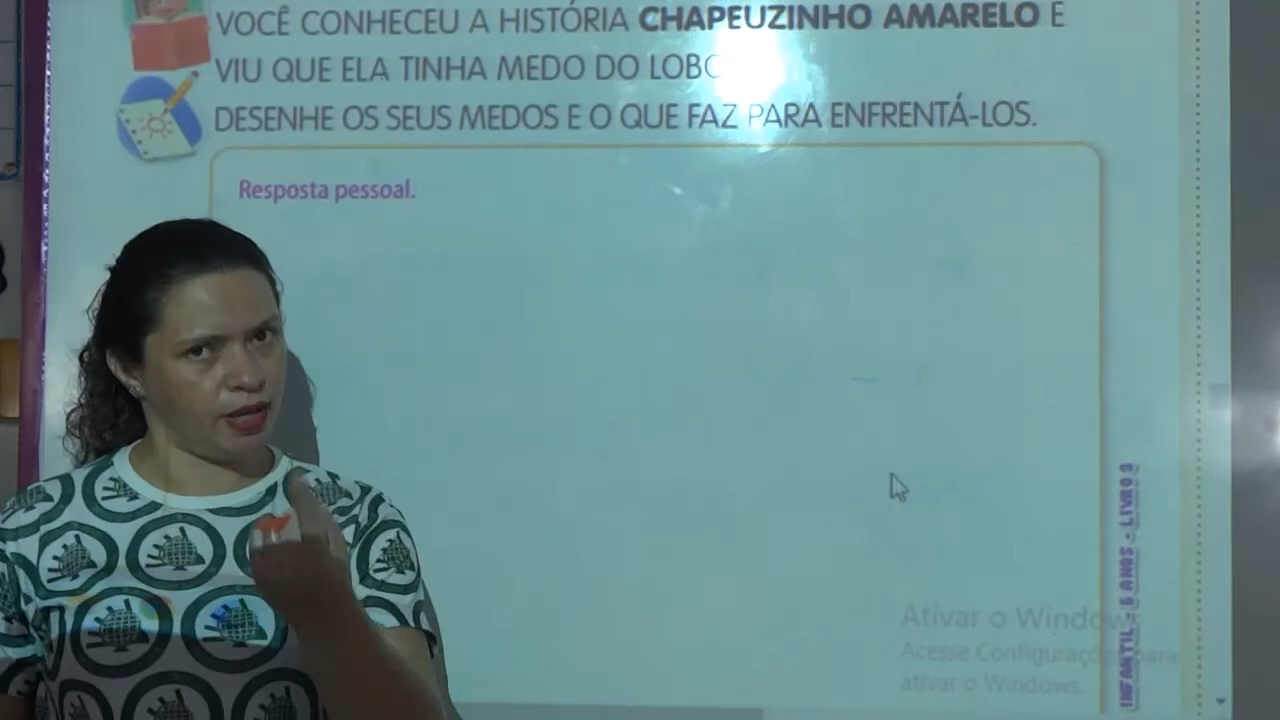 VOCÊ CONHECEU A HISTÓRIA CHAPEUZINHO AMARELO E
VIU QUE ELA TINHA MEDO DO LOBO
DESENHE OS SEUS MEDOS E O QUE FAZ PARA ENFRENTÁ-LOS.
Resposta pessoal.
Ativar o Windows
Acesse Configurações para
ativar o Windows.
INFANTIL - 5 ANOS - LIVRO 3